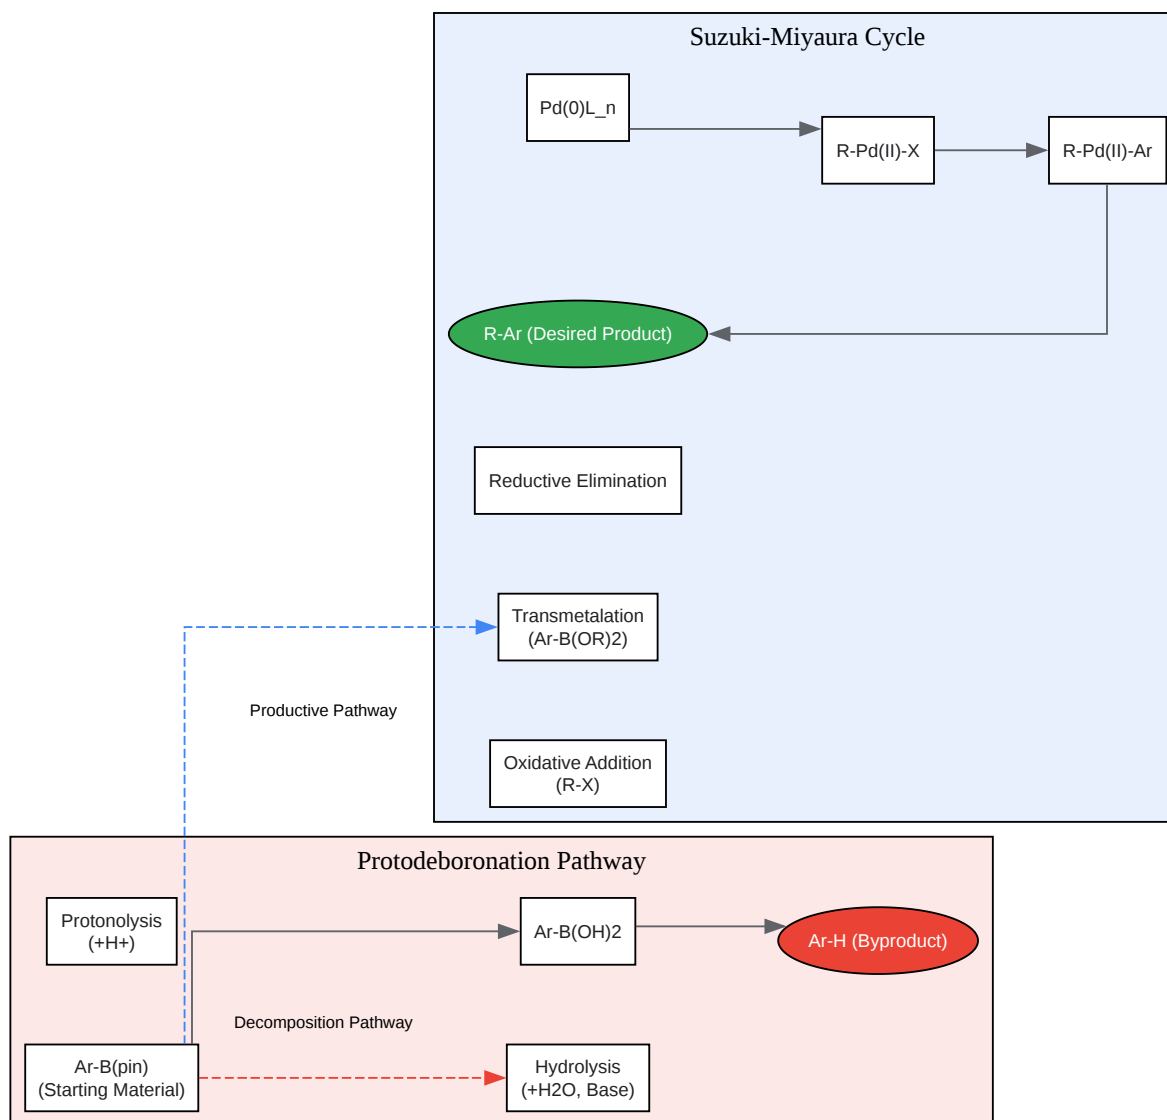 Suzuki-Miyaura Cycle
Pd(0)L_n
R-Pd(II)-X
R-Pd(II)-Ar
R-Ar (Desired Product)
Reductive Elimination
Transmetalation
(Ar-B(OR)2)
Productive Pathway
Oxidative Addition
(R-X)
Protodeboronation Pathway
Protonolysis
(+H+)
Ar-B(OH)2
Ar-H (Byproduct)
Decomposition Pathway
Ar-B(pin)
(Starting Material)
Hydrolysis
(+H2O, Base)